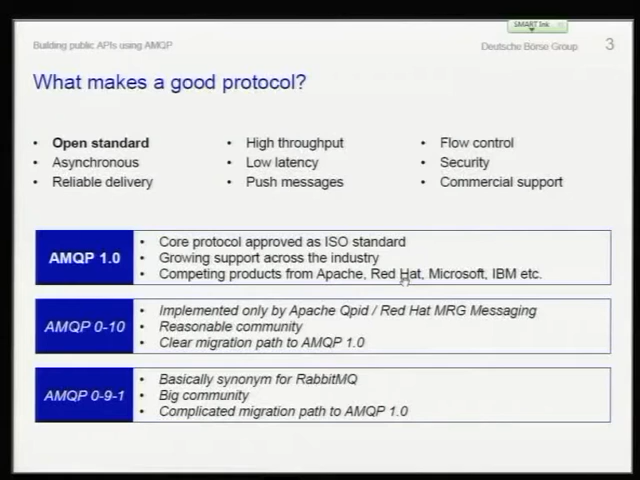 SMART Ink
Building public APIs using AMQP
Deutsche Börse Group 3
What makes a good protocol?
• Open standard
• Asynchronous
• Reliable delivery
• High throughput
• Low latency
• Push messages
• Flow control
• Security
• Commercial support
AMQP 1.0
• Core protocol approved as ISO standard
• Growing support across the industry
• Competing products from Apache, Red Hat, Microsoft, IBM etc.
AMQP 0-10
• Implemented only by Apache Qpid / Red Hat MRG Messaging
• Reasonable community
• Clear migration path to AMQP 1.0
AMQP 0-9-1
• Basically synonym for RabbitMQ
• Big community
• Complicated migration path to AMQP 1.0